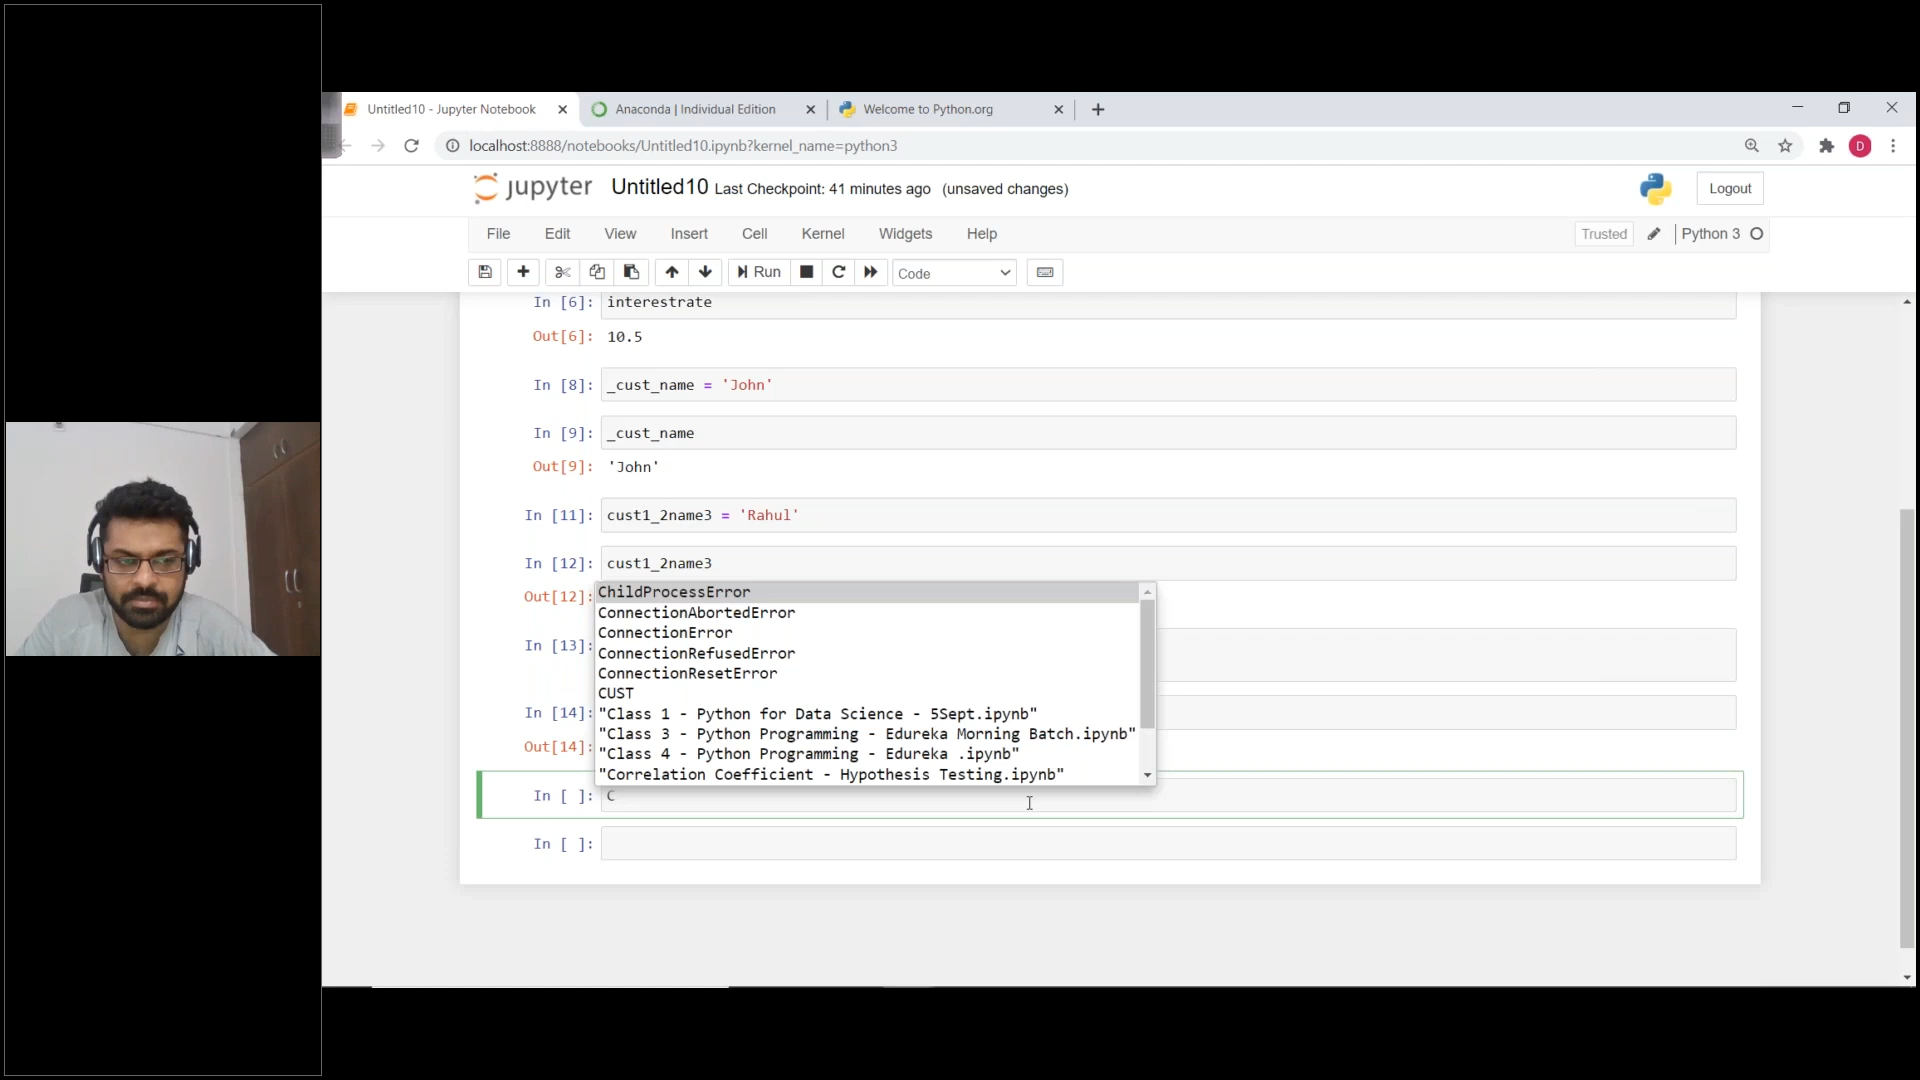 Untitled10 - Jupyter Notebook
Anaconda | Individual Edition
Welcome to Python.org
localhost:8888/notebooks/Untitled10.ipynb?kernel_name=python3
D
jupyter Untitled10 Last Checkpoint: 41 minutes ago (unsaved changes)
Logout
File Edit View Insert Cell Kernel Widgets Help
Trusted
Python 3
Run
Code
In [6]: interestrate
Out[6]: 10.5
In [8]: _cust_name = 'John'
In [9]: _cust_name
Out[9]: 'John'
In [11]: cust1_2name3 = 'Rahul'
In [12]: cust1_2name3
Out[12]:
ChildProcessError
ConnectionAbortedError
ConnectionError
In [13]:
ConnectionRefusedError
ConnectionResetError
CUST
In [14]:
"Class 1 - Python for Data Science - 5Sept.ipynb"
"Class 3 - Python Programming - Edureka Morning Batch.ipynb"
Out[14]:
"Class 4 - Python Programming - Edureka .ipynb"
"Correlation Coefficient - Hypothesis Testing.ipynb"
In [ ]: C
In [ ]: